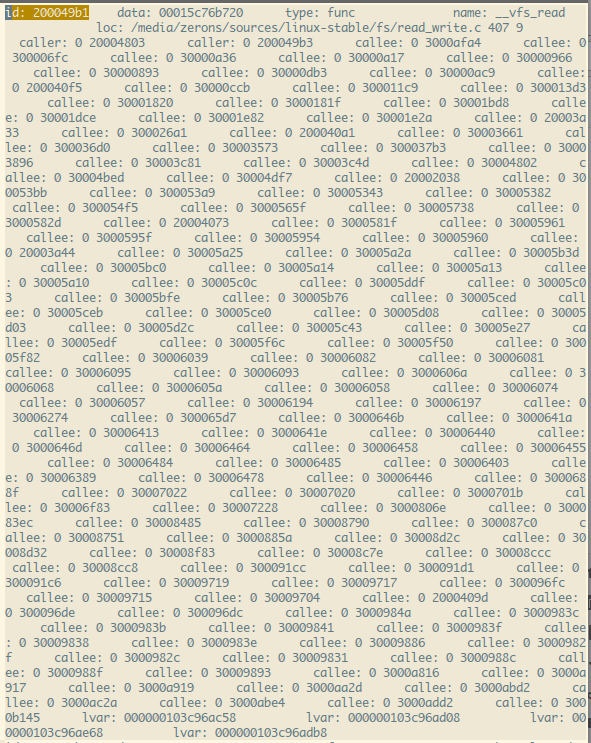 id: 200049b1    data: 00015c76b720      type: func              name: __vfs_read
            loc: /media/zerons/sources/linux-stable/fs/read_write.c 407 9
  caller: 0 20004803     caller: 0 200049b3     callee: 0 3000afa4     callee: 0
 300006fc     callee: 0 30000a36     callee: 0 30000a17     callee: 0 30000966
    callee: 0 30000893     callee: 0 30000db3     callee: 0 30000ac9     callee:
 0 200040f5     callee: 0 30000ccb     callee: 0 300011c9     callee: 0 300013d3
     callee: 0 30001820     callee: 0 3000181f     callee: 0 30001bd8     calle
e: 0 30001dce     callee: 0 30001e82     callee: 0 30001e2a     callee: 0 20003a
33     callee: 0 300026a1     callee: 0 200040a1     callee: 0 30003661     cal
lee: 0 300036d0     callee: 0 30003573     callee: 0 300037b3     callee: 0 3000
3896     callee: 0 30003c81     callee: 0 30003c4d     callee: 0 30004802     c
allee: 0 30004bed     callee: 0 30004df7     callee: 0 20002038     callee: 0 30
0053bb     callee: 0 300053a9     callee: 0 30005343     callee: 0 30005382
  callee: 0 300054f5     callee: 0 3000565f     callee: 0 30005738     callee: 0
 3000582d     callee: 0 20004073     callee: 0 3000581f     callee: 0 30005961
   callee: 0 3000595f     callee: 0 30005954     callee: 0 30005960     callee:
0 20003a44     callee: 0 30005a25     callee: 0 30005a2a     callee: 0 30005b3d
     callee: 0 30005bc0     callee: 0 30005a14     callee: 0 30005a13     callee
: 0 30005a10     callee: 0 30005c0c     callee: 0 30005ddf     callee: 0 30005c0
3     callee: 0 30005bfe     callee: 0 30005b76     callee: 0 30005ced     call
ee: 0 30005ceb     callee: 0 30005ce0     callee: 0 30005d08     callee: 0 30005
d03     callee: 0 30005d2c     callee: 0 30005c43     callee: 0 30005e27     ca
llee: 0 30005edf     callee: 0 30005f6c     callee: 0 30005f50     callee: 0 300
05f82     callee: 0 30006039     callee: 0 30006082     callee: 0 30006081
callee: 0 30006095     callee: 0 30006093     callee: 0 3000606a     callee: 0 3
0006068     callee: 0 3000605a     callee: 0 30006058     callee: 0 30006074
  callee: 0 30006057     callee: 0 30006194     callee: 0 30006197     callee: 0
 30006274     callee: 0 300065d7     callee: 0 3000646b     callee: 0 3000641a
    callee: 0 30006413     callee: 0 3000641e     callee: 0 30006440     callee:
 0 3000646d     callee: 0 30006464     callee: 0 30006458     callee: 0 30006455
     callee: 0 30006484     callee: 0 30006485     callee: 0 30006403     calle
e: 0 30006389     callee: 0 30006478     callee: 0 30006446     callee: 0 300068
8f     callee: 0 30007022     callee: 0 30007020     callee: 0 3000701b     cal
lee: 0 30006f83     callee: 0 30007228     callee: 0 3000806e     callee: 0 3000
83ec     callee: 0 30008485     callee: 0 30008790     callee: 0 300087c0     c
allee: 0 30008751     callee: 0 3000885a     callee: 0 30008d2c     callee: 0 30
008d32     callee: 0 30008f83     callee: 0 30008c7e     callee: 0 30008ccc
 callee: 0 30008cc8     callee: 0 300091cc     callee: 0 300091d1     callee: 0
300091c6     callee: 0 30009719     callee: 0 30009717     callee: 0 300096fc
   callee: 0 30009715     callee: 0 30009704     callee: 0 2000409d     callee:
0 300096de     callee: 0 300096dc     callee: 0 3000984a     callee: 0 3000983c
    callee: 0 3000983b     callee: 0 30009841     callee: 0 3000983f     callee
: 0 30009838     callee: 0 3000983e     callee: 0 30009886     callee: 0 3000982
f     callee: 0 3000982c     callee: 0 30009831     callee: 0 3000988c     call
ee: 0 3000988f     callee: 0 30009893     callee: 0 3000a816     callee: 0 3000a
917     callee: 0 3000a919     callee: 0 3000aa2d     callee: 0 3000abd2     ca
llee: 0 3000ac2a     callee: 0 3000abe4     callee: 0 3000add2     callee: 0 300
0b145     lvar: 000000103c96ac58          lvar: 000000103c96ad08     lvar: 00
0000103c96ae68          lvar: 000000103c96adb8